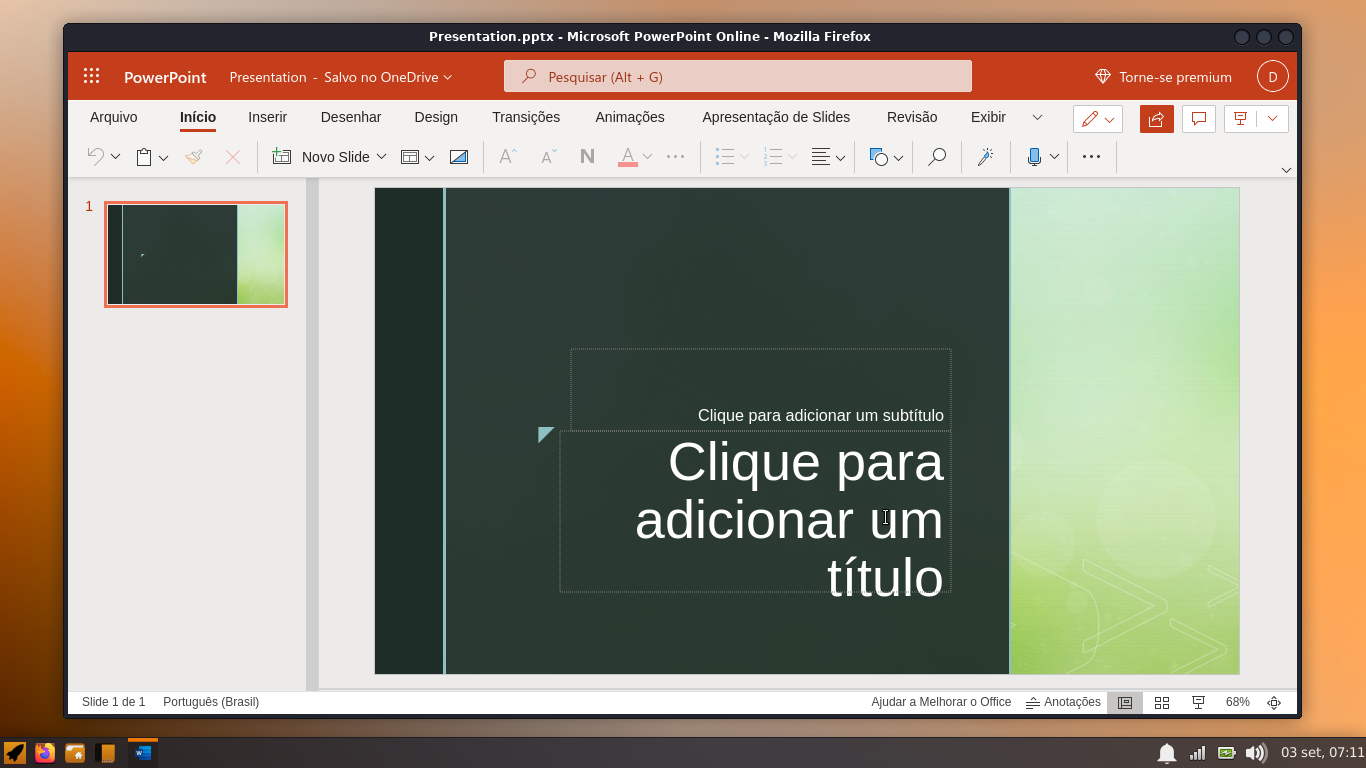 Presentation.pptx - Microsoft PowerPoint Online - Mozilla Firefox
PowerPoint Presentation - Salvo no OneDrive Pesquisar (Alt + G) Torne-se premium D
Arquivo Início Inserir Desenhar Design Transições Animações Apresentação de Slides Revisão Exibir
Novo Slide A A N A ...
1
Clique para adicionar um subtítulo
Clique para
adicionar um
título
Slide 1 de 1 Português (Brasil) Ajudar a Melhorar o Office Anotações 68%
03 set, 07:11